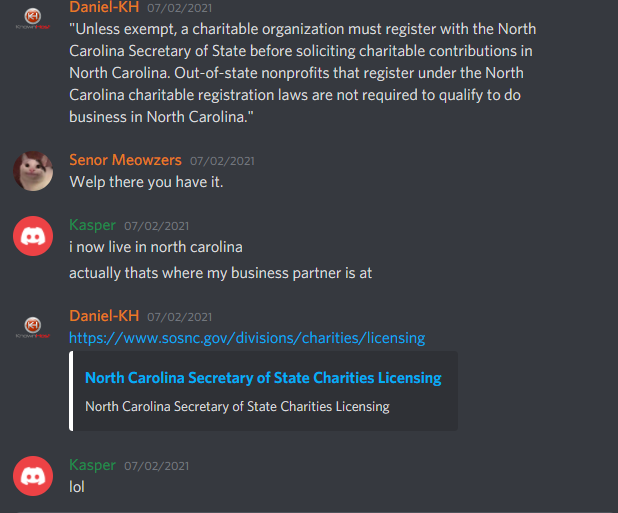 Daniel-KH 07/02/2021
"Unless exempt, a charitable organization must register with the North
Carolina Secretary of State before soliciting charitable contributions in
North Carolina. Out-of-state nonprofits that register under the North
Carolina charitable registration laws are not required to qualify to do
business in North Carolina."
Senor Meowzers 07/02/2021
Welp there you have it.
Kasper 07/02/2021
i now live in north carolina
actually thats where my business partner is at
KH
Daniel-KH 07/02/2021
https://www.sosnc.gov/divisions/charities/licensing
North Carolina Secretary of State Charities Licensing
North Carolina Secretary of State Charities Licensing
Kasper 07/02/2021
lol